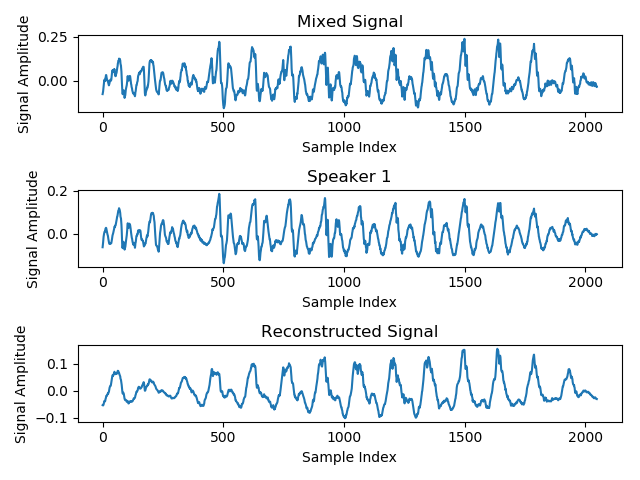 Mixed Signal
Signal Amplitude
0.25
0.00
0 500 1000 1500 2000
Sample Index
Speaker 1
Signal Amplitude
0.2
0.0
0 500 1000 1500 2000
Sample Index
Reconstructed Signal
Signal Amplitude
0.1
0.0
−0.1
0 500 1000 1500 2000
Sample Index